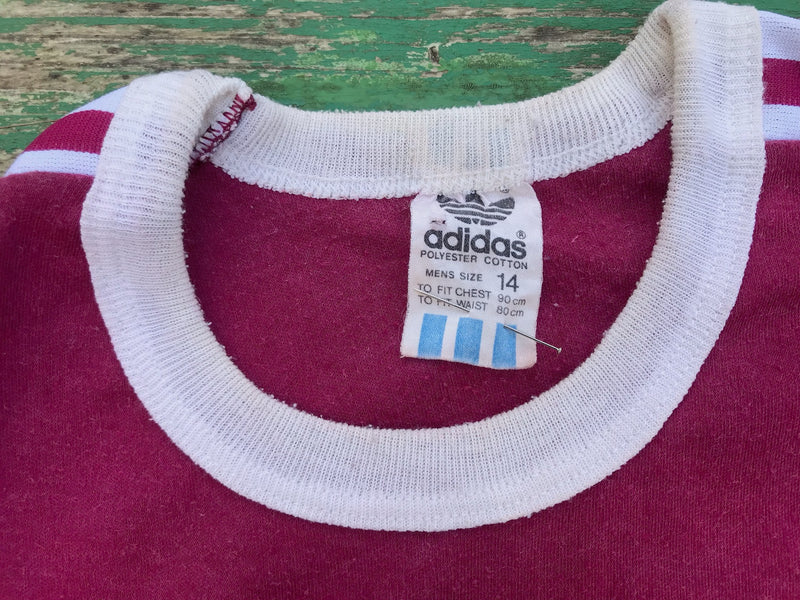 ®
adidas®
POLYESTER COTTON
MENS SIZE 14
TO FIT CHEST 90cm
TO FIT WAIST 80cm